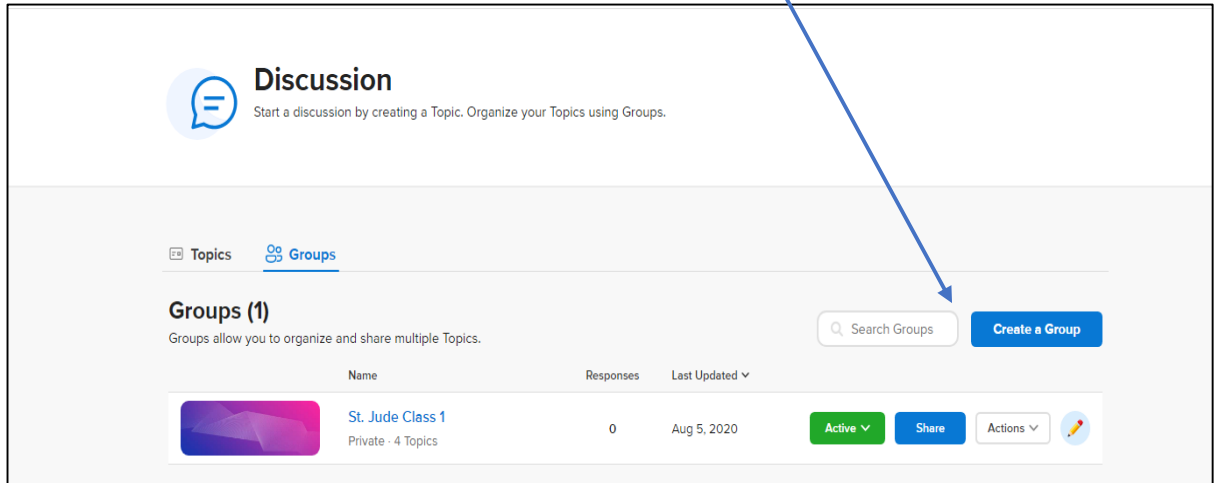 Discussion
Start a discussion by creating a Topic. Organize your Topics using Groups.
Topics Groups
Groups (1)
Groups allow you to organize and share multiple Topics.
Search Groups Create a Group
Name Responses Last Updated
St. Jude Class 1
Private · 4 Topics
0 Aug 5, 2020 Active Share Actions